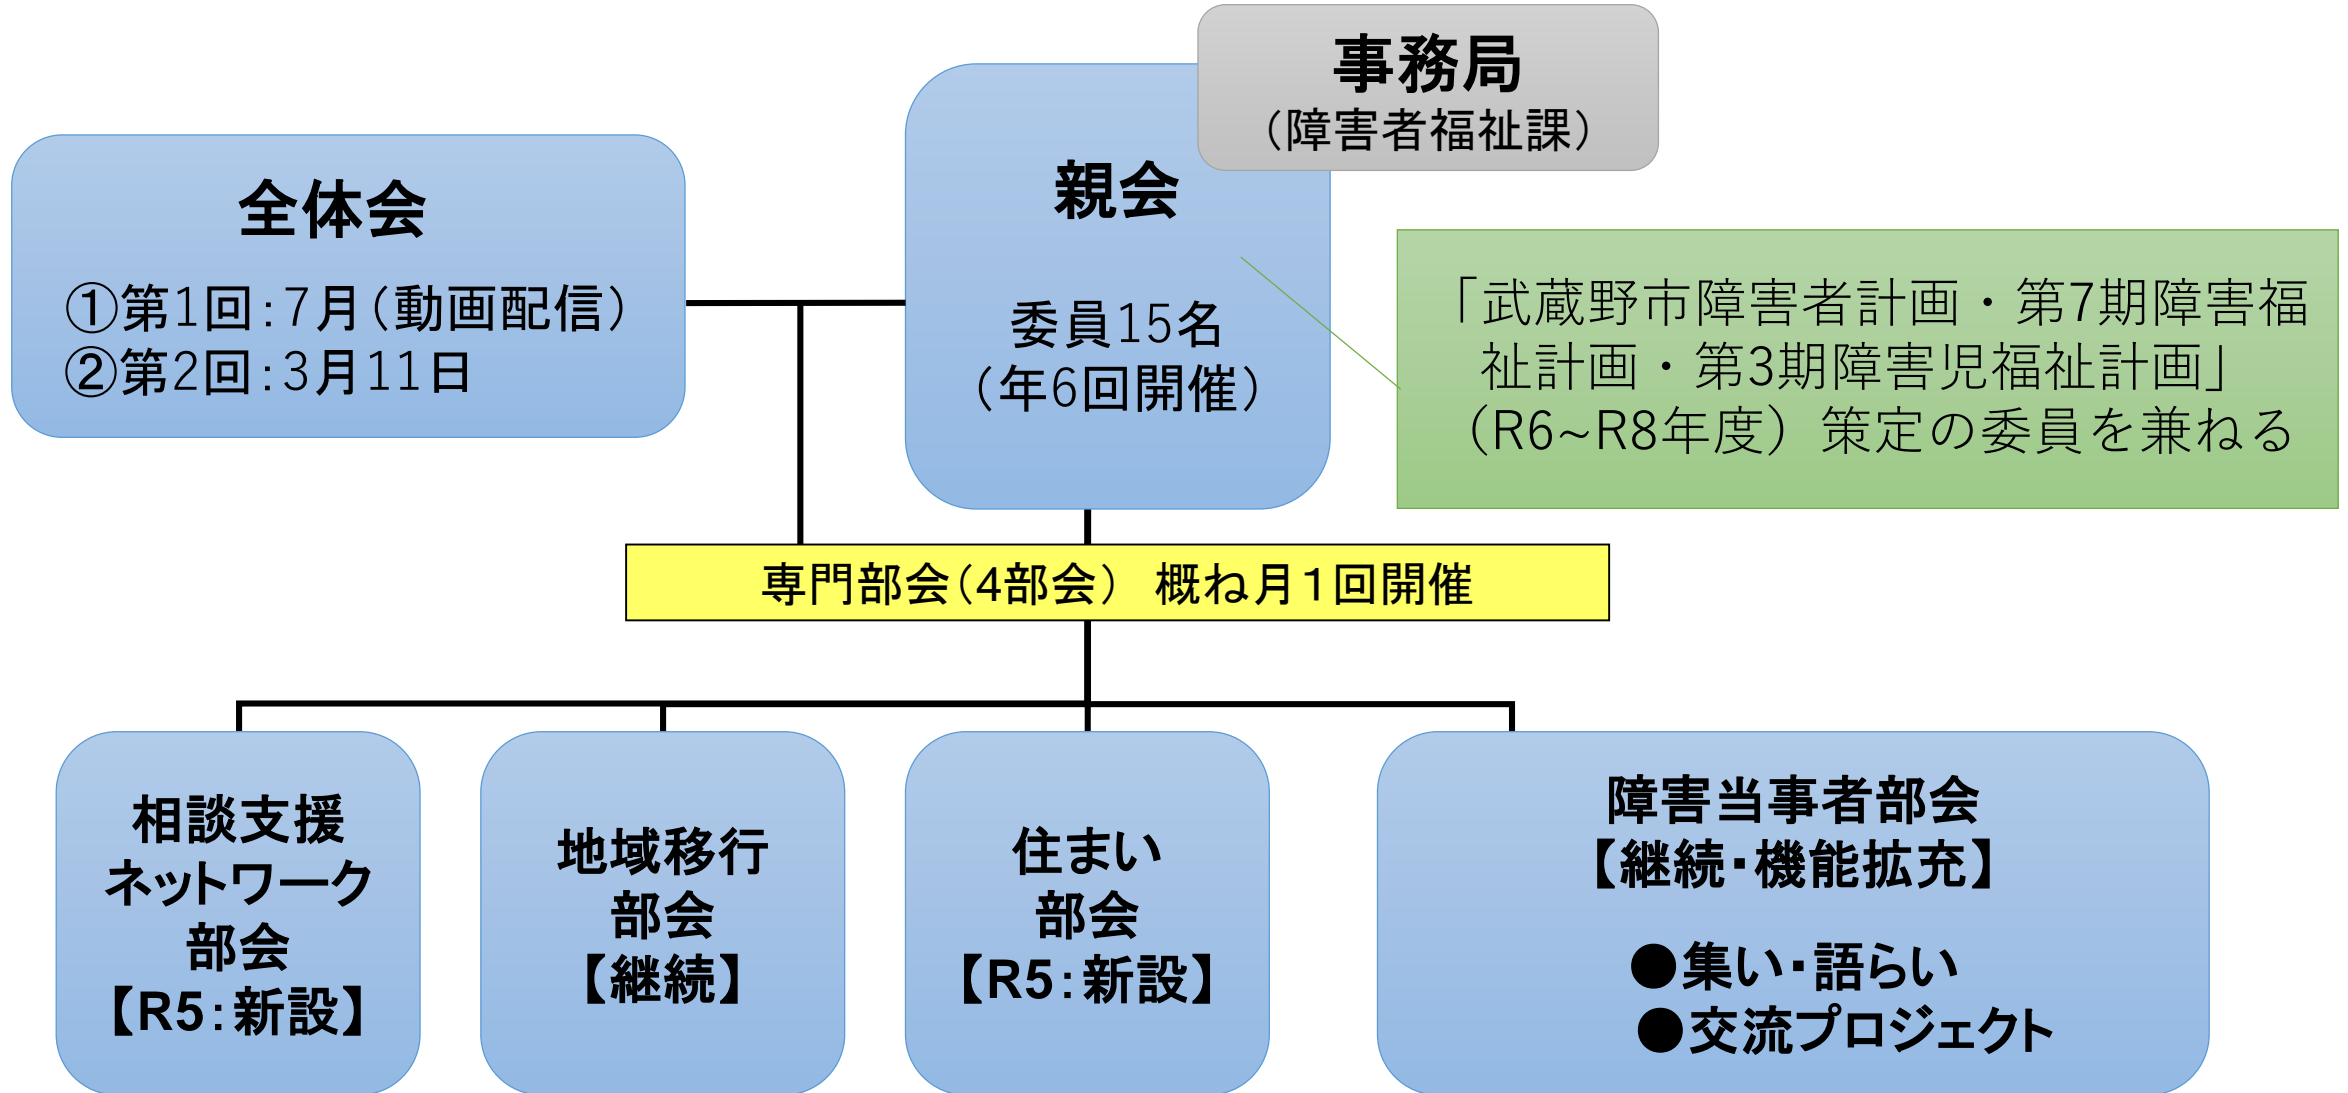 事務局
（障害者福祉課）
全体会
①第1回：7月（動画配信）
②第2回：3月11日
親会
委員15名
（年6回開催）
「武蔵野市障害者計画・第7期障害福
祉計画・第3期障害児福祉計画」
（R6~R8年度）策定の委員を兼ねる
専門部会（4部会）　概ね月１回開催
相談支援
ネットワーク
部会
【R5：新設】
地域移行
部会
【継続】
住まい
部会
【R5：新設】
障害当事者部会
【継続・機能拡充】
●集い・語らい
●交流プロジェクト